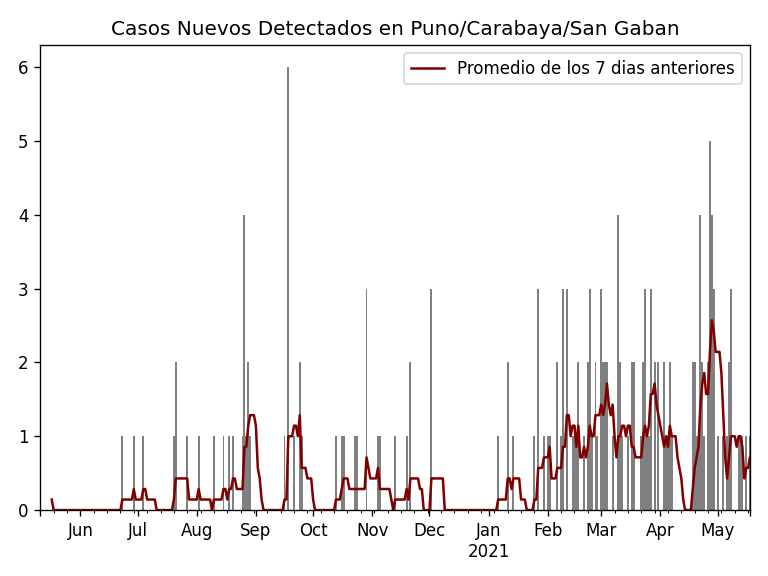 Casos Nuevos Detectados en Puno/Carabaya/San Gaban
Promedio de los 7 dias anteriores
6
5
4
3
2
1
0
Jun Jul Aug Sep Oct Nov Dec Jan Feb Mar Apr May
2021